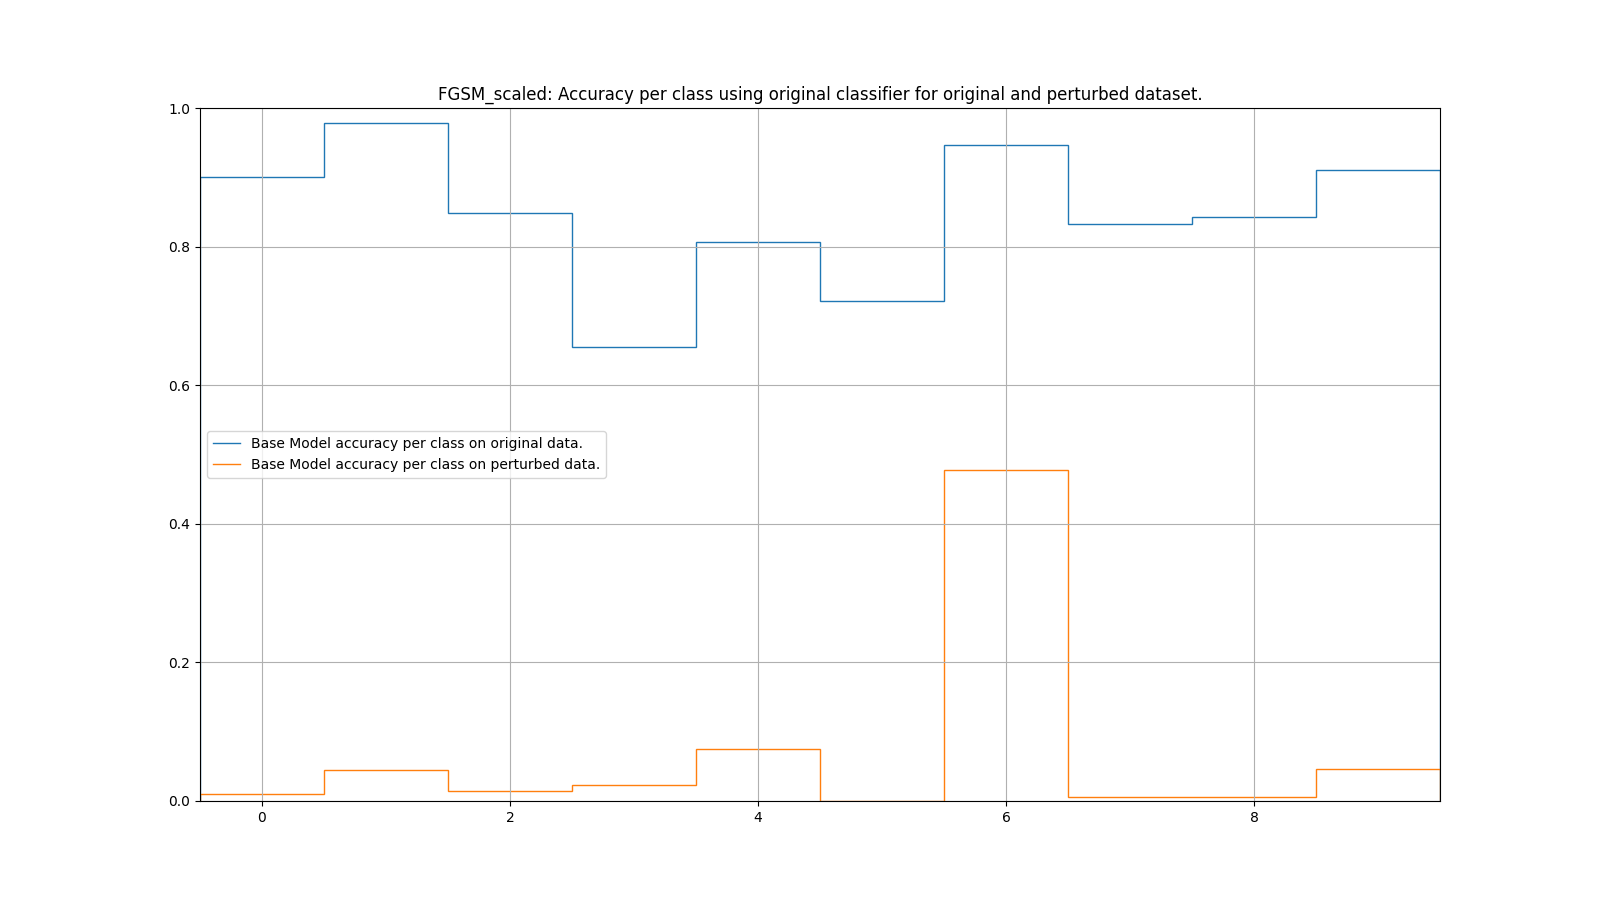 FGSM_scaled: Accuracy per class using original classifier for original and perturbed dataset.
1.0
0.8
0.6
Base Model accuracy per class on original data.
Base Model accuracy per class on perturbed data.
0.4
0.2
0.0
0 2 4 6 8